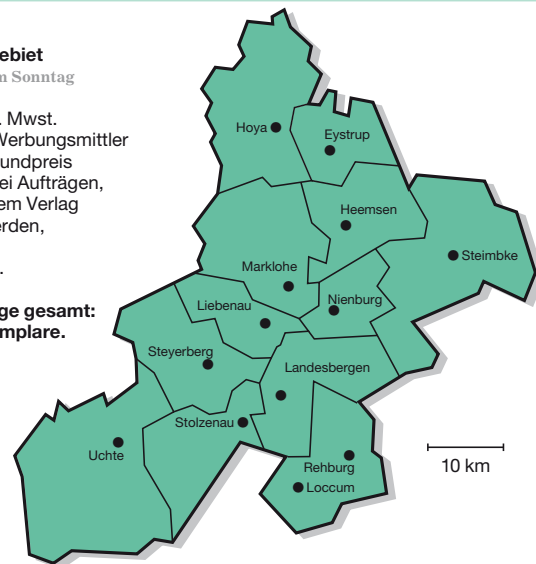 ebiet
n Sonntag
. Mwst.
Werbungsmittler
undpreis
ei Aufträgen,
em Verlag
erden,
.
ge gesamt:
mplare.
Hoya
Eystrup
Heemsen
Steimbke
Marklohe
Nienburg
Liebenau
Steyerberg
Landesbergen
Stolzenau
Uchte
Rehburg
Loccum
10 km